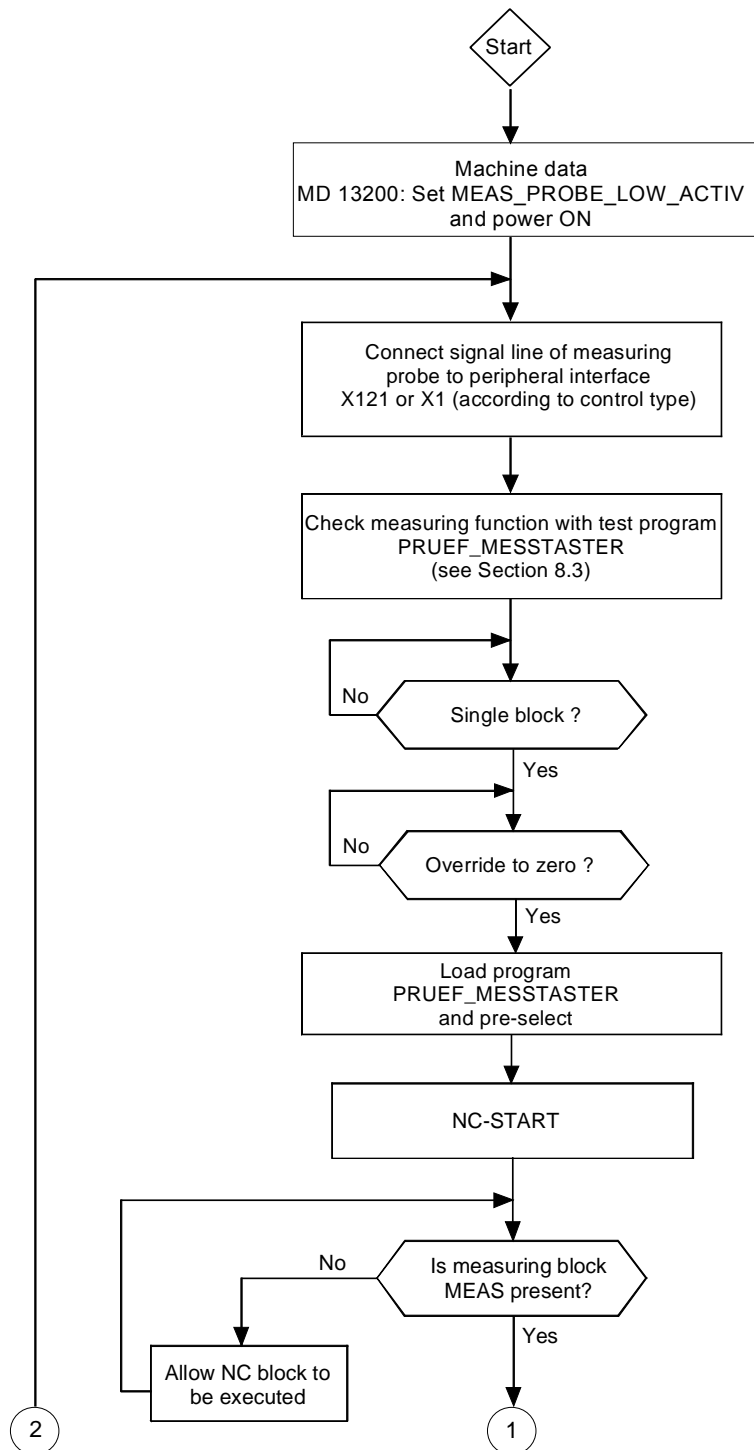 Start
Machine data
MD 13200: Set MEAS_PROBE_LOW_ACTIV
and power ON
Connect signal line of measuring
probe to peripheral interface
X121 or X1 (according to control type)
Check measuring function with test program
PRUEF_MESSTASTER
(see Section 8.3)
No
Single block ?
Yes
No
Override to zero ?
Yes
Load program
PRUEF_MESSTASTER
and pre-select
NC-START
No
Is measuring block
MEAS present?
Yes
Allow NC block to
be executed
2
1